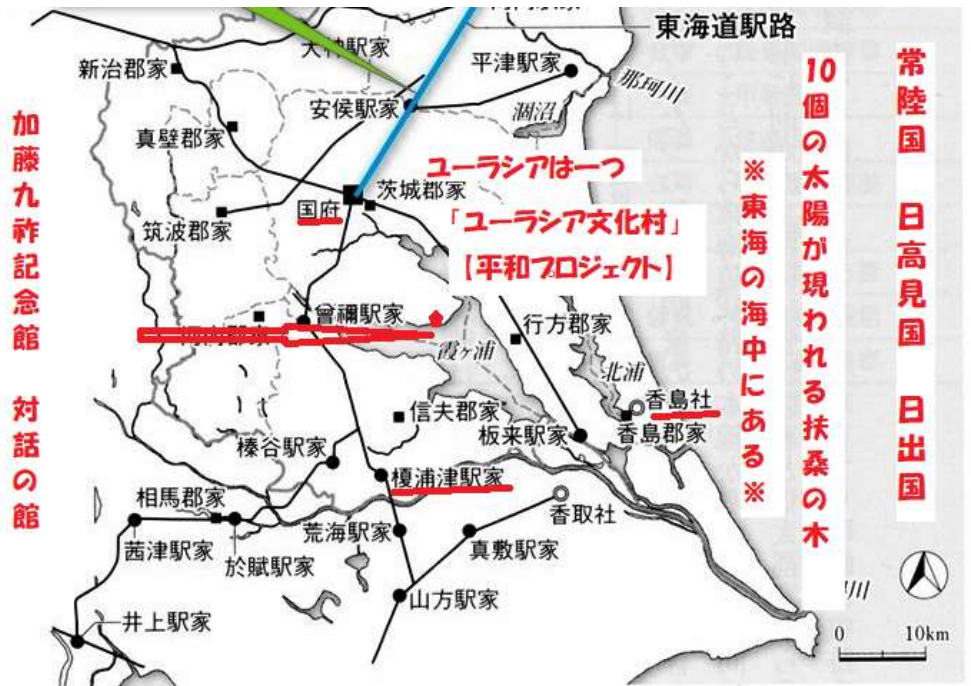 東海道駅路
大神駅家
新治郡家
平津駅家
那珂川
安侯駅家
涸沼
真壁郡家
茨城郡家
国府
筑波郡家
ユーラシアは一つ
「ユーラシア文化村」
【平和プロジェクト】
曾禰駅家
霞ヶ浦
行方郡家
北浦
香島社
香島郡家
信夫郡家
板来駅家
榛谷駅家
榎浦津駅家
香取社
相馬郡家
荒海駅家
真敷駅家
茜津駅家
於賦駅家
山方駅家
井上駅家
川
0 10km
常陸国 日高見国 日出国
10個の太陽が現われる扶桑の木
※東海の海中にある※
加藤九祚記念館 対話の館